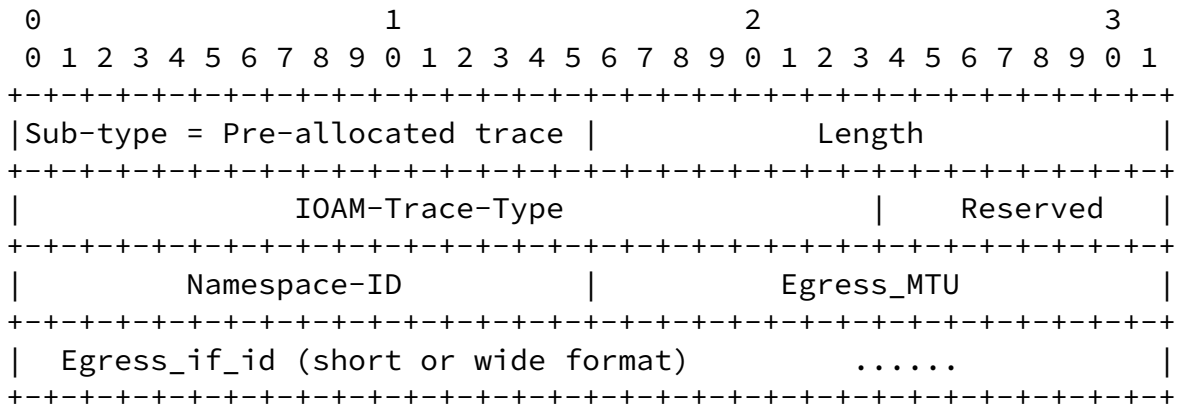 0                   1                   2                   3
 0 1 2 3 4 5 6 7 8 9 0 1 2 3 4 5 6 7 8 9 0 1 2 3 4 5 6 7 8 9 0 1
+-+-+-+-+-+-+-+-+-+-+-+-+-+-+-+-+-+-+-+-+-+-+-+-+-+-+-+-+-+-+-+-+
|Sub-type = Pre-allocated trace |            Length             |
+-+-+-+-+-+-+-+-+-+-+-+-+-+-+-+-+-+-+-+-+-+-+-+-+-+-+-+-+-+-+-+-+
|               IOAM-Trace-Type                 |   Reserved    |
+-+-+-+-+-+-+-+-+-+-+-+-+-+-+-+-+-+-+-+-+-+-+-+-+-+-+-+-+-+-+-+-+
|         Namespace-ID          |          Egress_MTU           |
+-+-+-+-+-+-+-+-+-+-+-+-+-+-+-+-+-+-+-+-+-+-+-+-+-+-+-+-+-+-+-+-+
|  Egress_if_id (short or wide format)         ......           |
+-+-+-+-+-+-+-+-+-+-+-+-+-+-+-+-+-+-+-+-+-+-+-+-+-+-+-+-+-+-+-+-+